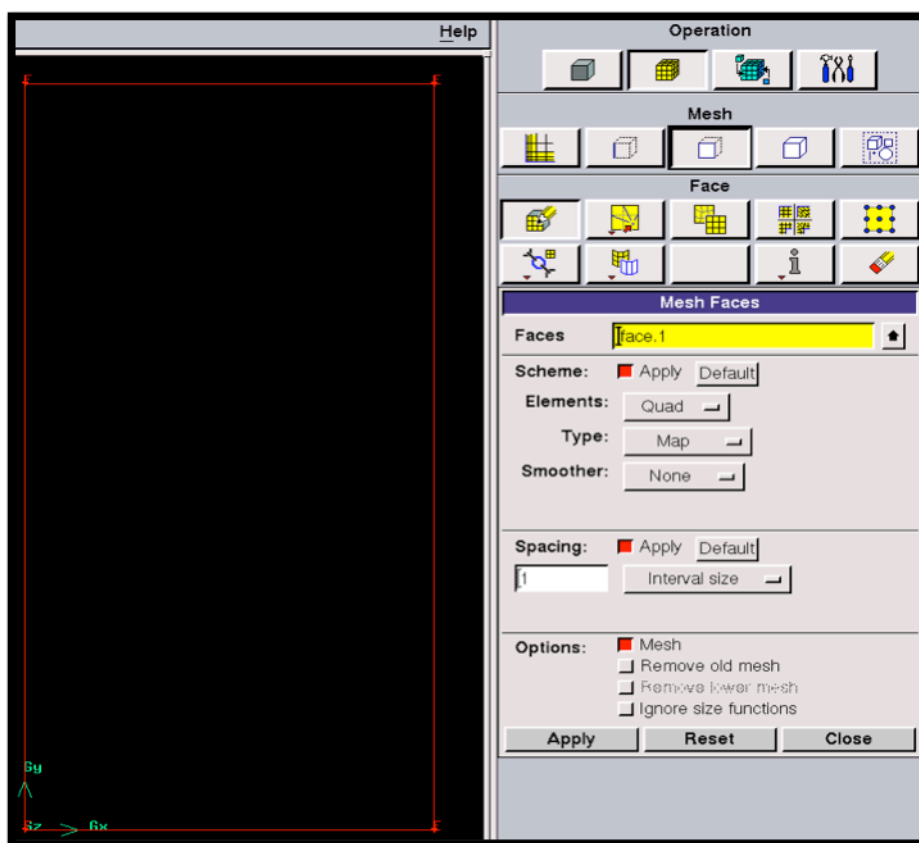 Help
Operation
Mesh
Face
Mesh Faces
Faces face.1
Scheme: Apply Default
Elements: Quad
Type: Map
Smoother: None
Spacing: Apply Default
1 Interval size
Options: Mesh
Remove old mesh
Remove lower mesh
Ignore size functions
Apply Reset Close
Gy
Gz Gx